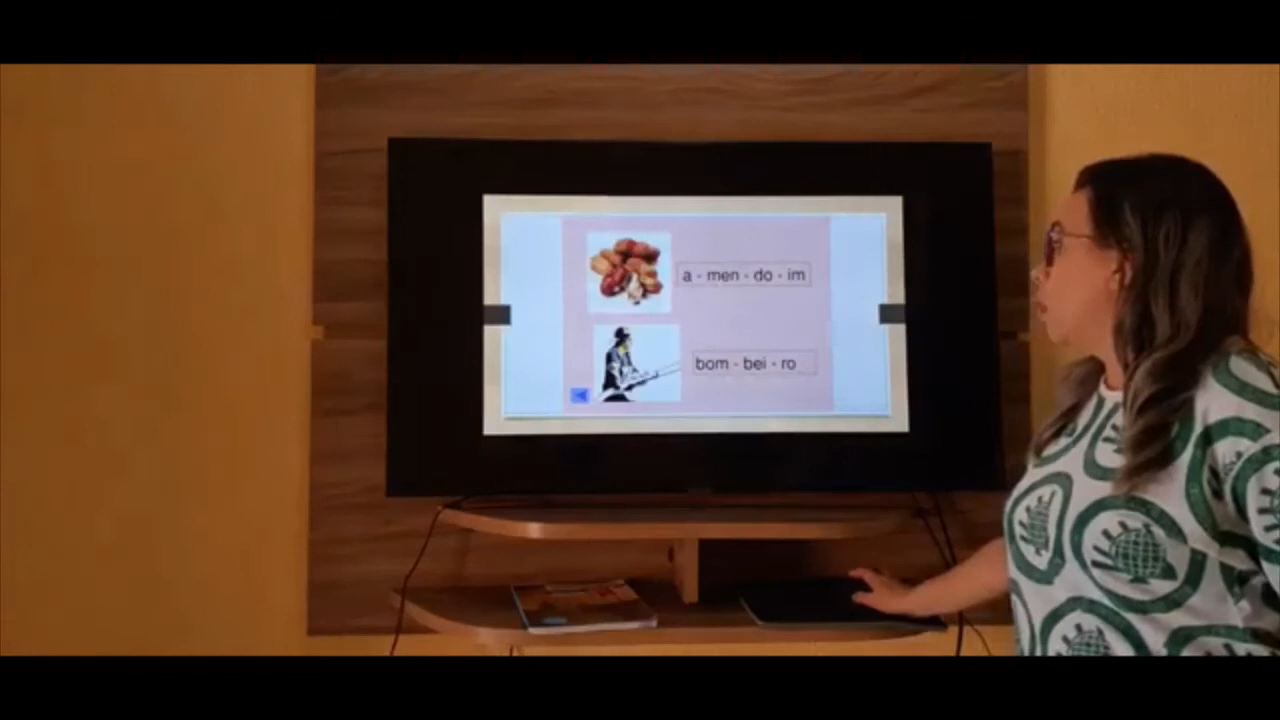 a - men - do - im
bom - bei - ro